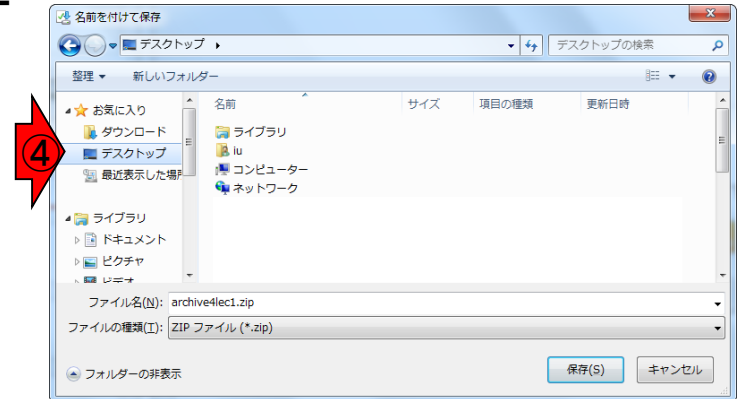 名前を付けて保存
デスクトップ
デスクトップの検索
整理 新しいフォルダー
名前 サイズ 項目の種類 更新日時
お気に入り
ダウンロード
デスクトップ
最近表示した場所
ライブラリ
ドキュメント
ピクチャ
ビデオ
ライブラリ
iu
コンピューター
ネットワーク
④
ファイル名(N): archive4lec1.zip
ファイルの種類(T): ZIP ファイル (*.zip)
フォルダーの非表示
保存(S) キャンセル